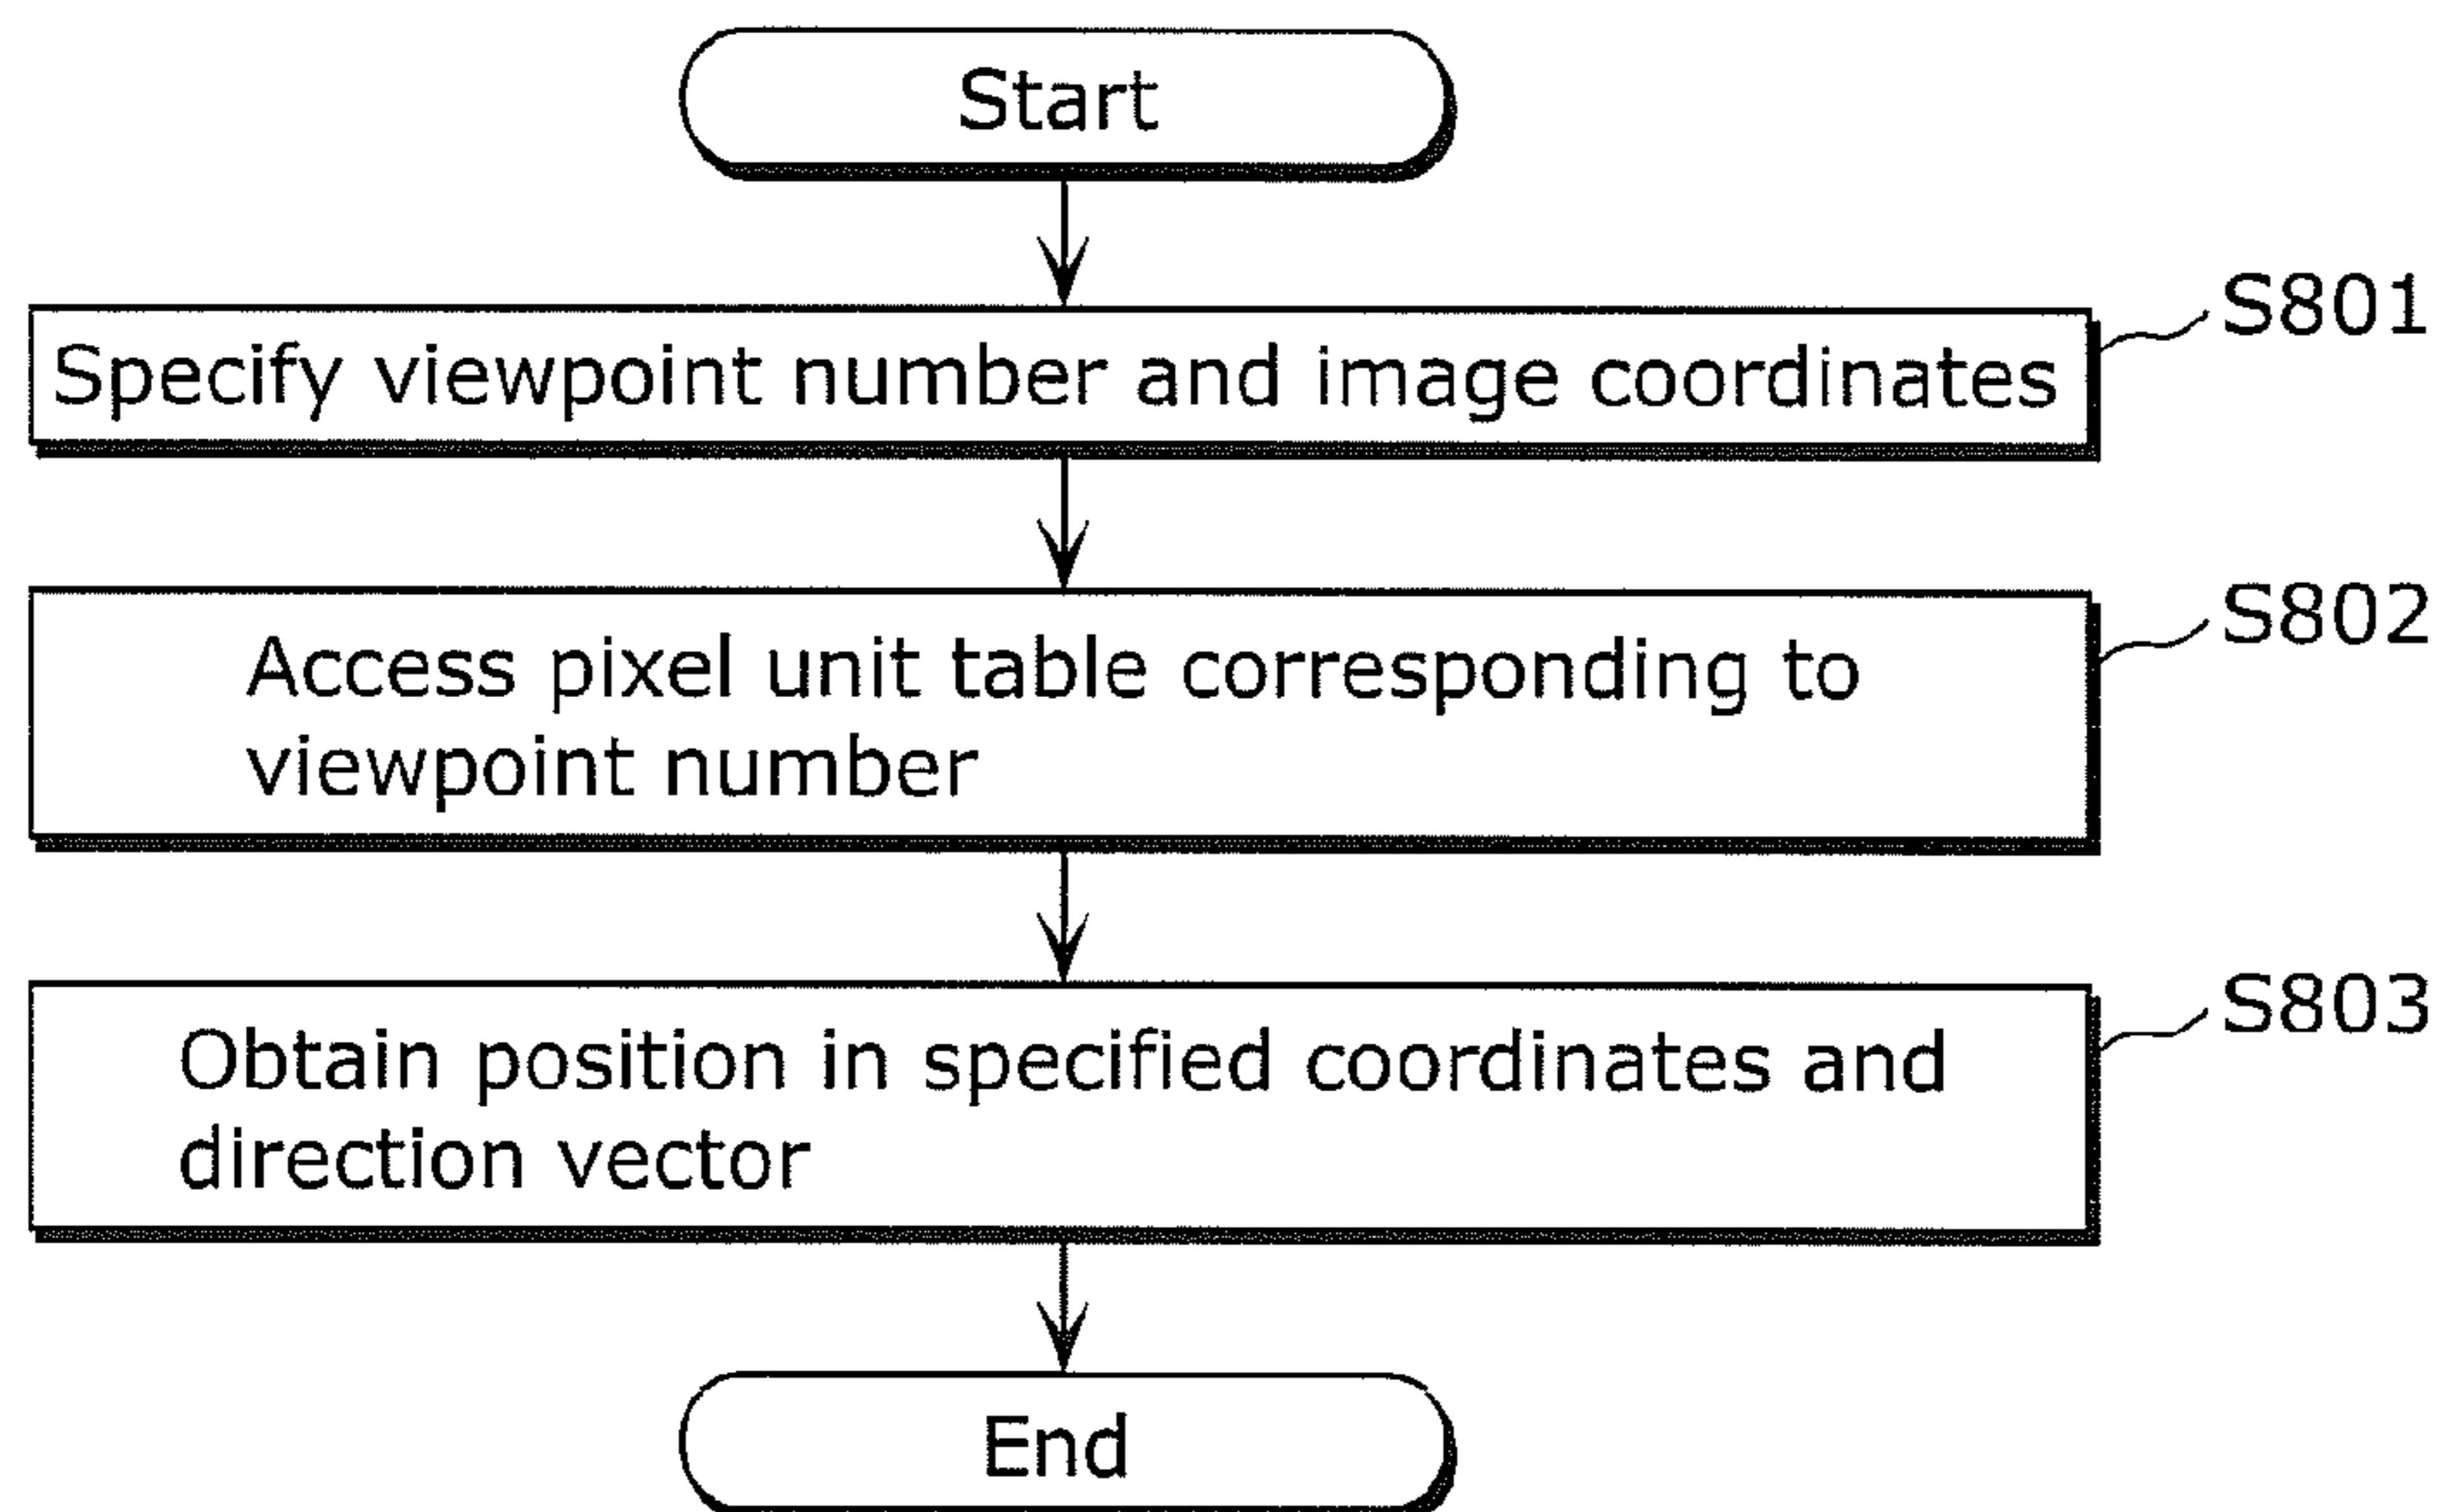 Start
S801
Specify viewpoint number and image coordinates
S802
Access pixel unit table corresponding to
viewpoint number
S803
Obtain position in specified coordinates and
direction vector
End